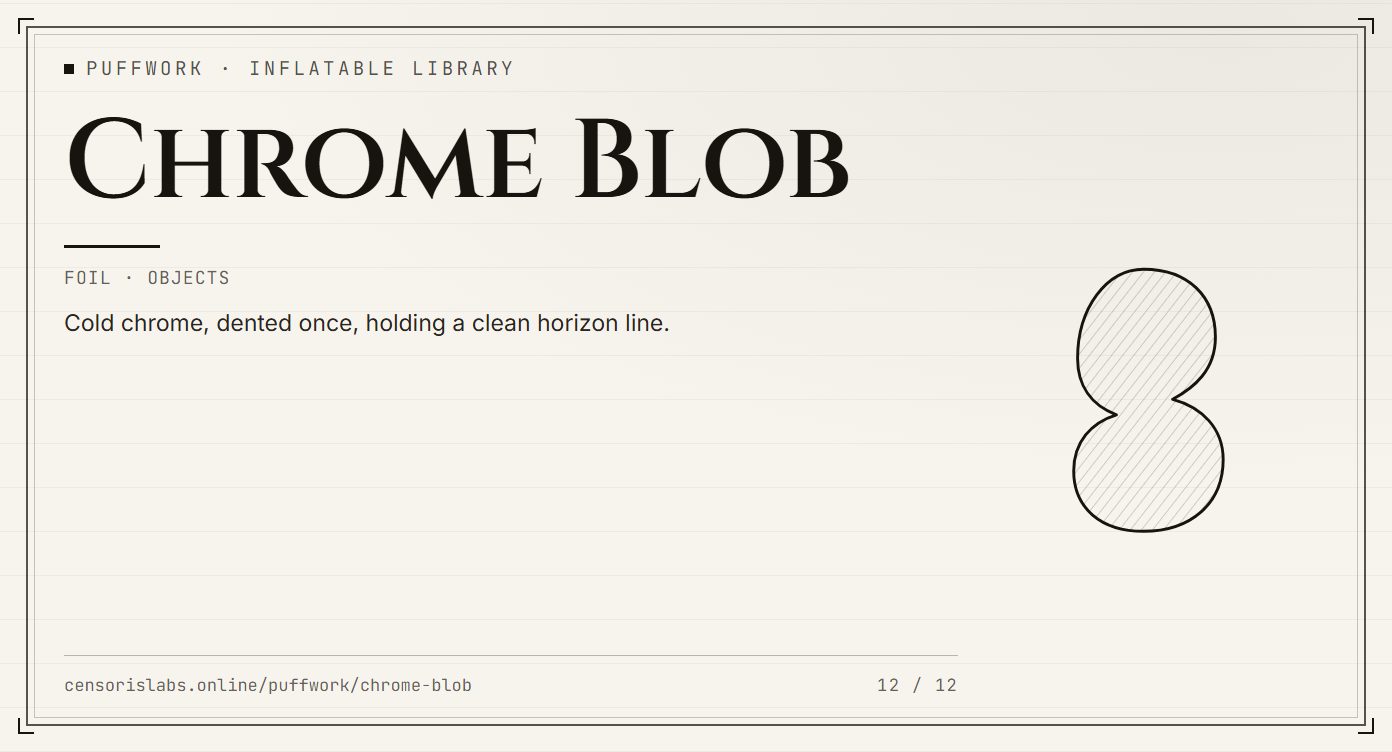 PUFFWORK · INFLATABLE LIBRARY
Chrome Blob
FOIL · OBJECTS
Cold chrome, dented once, holding a clean horizon line.
censorislabs.online/puffwork/chrome-blob
12 / 12